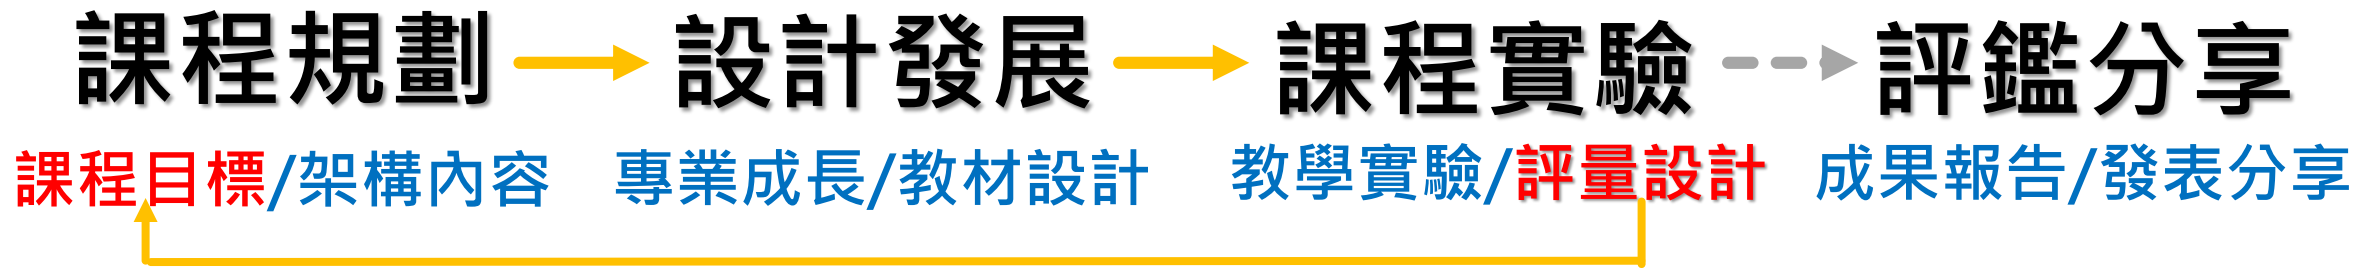 課程規劃 設計發展 課程實驗 評鑑分享
課程目標/架構內容 專業成長/教材設計 教學實驗/評量設計 成果報告/發表分享